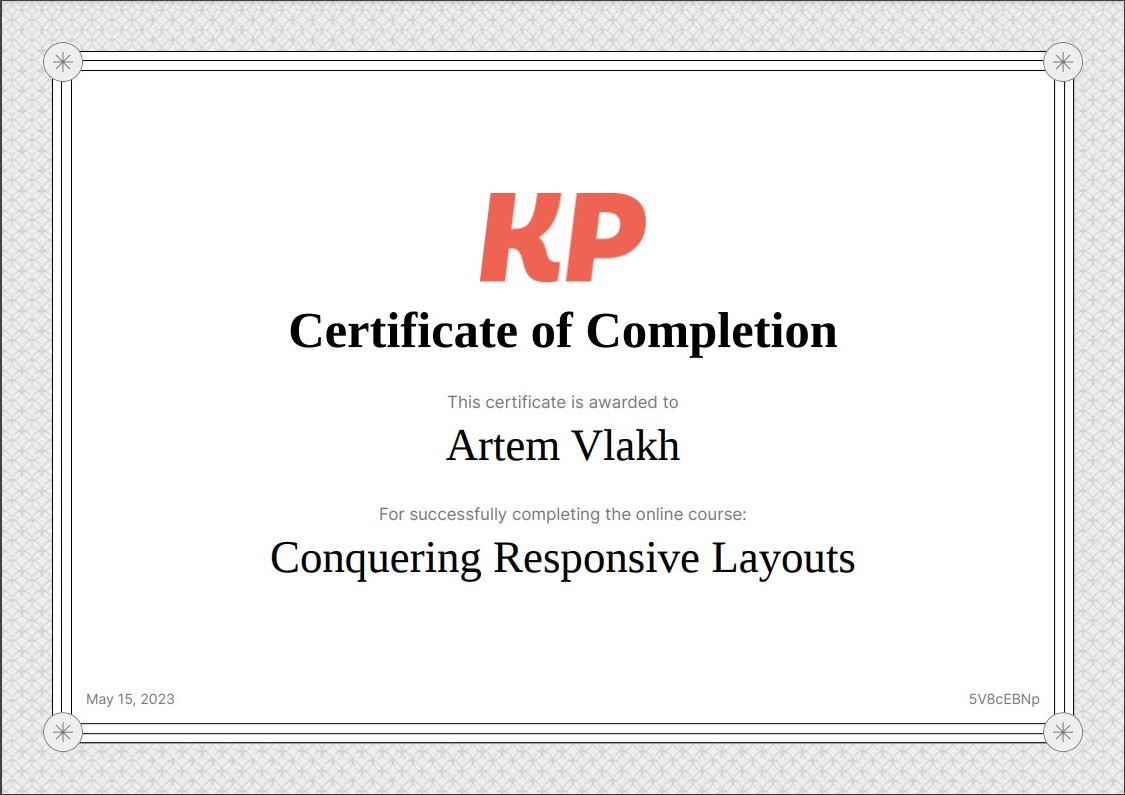 KP
Certificate of Completion
This certificate is awarded to
Artem Vlakh
For successfully completing the online course:
Conquering Responsive Layouts
May 15, 2023
5V8cEBNp